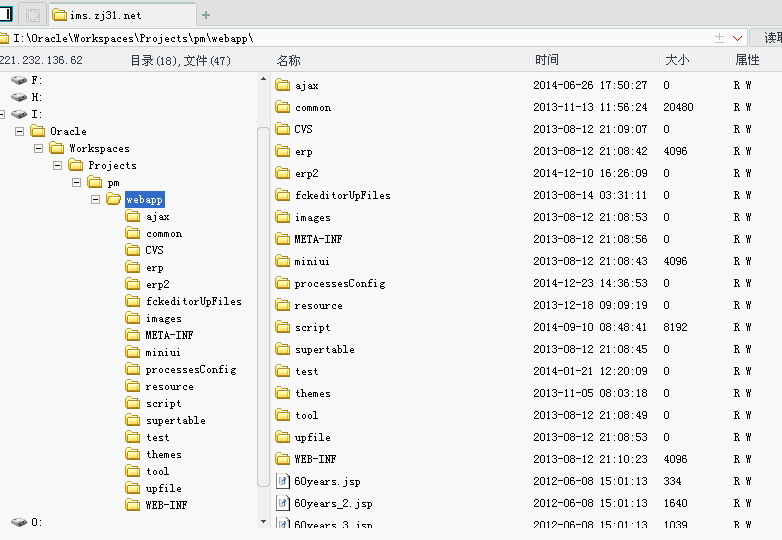 ims.zj31.net +
I:\Oracle\Workspaces\Projects\pm\webapp\ 读取
221.232.136.62 目录(18),文件(47) 名称 时间 大小 属性
F:
H:
I:
Oracle
Workspaces
Projects
pm
webapp
ajax
common
CVS
erp
erp2
fckeditorUpFiles
images
META-INF
miniui
processesConfig
resource
script
supertable
test
themes
tool
upfile
WEB-INF
O:
ajax 2014-06-26 17:50:27 0 R W
common 2013-11-13 11:56:24 20480 R W
CVS 2013-08-12 21:09:07 0 R W
erp 2013-08-12 21:08:42 4096 R W
erp2 2014-12-10 16:26:09 0 R W
fckeditorUpFiles 2013-08-14 03:31:11 0 R W
images 2013-08-12 21:08:53 0 R W
META-INF 2013-08-12 21:08:56 0 R W
miniui 2013-08-12 21:08:43 4096 R W
processesConfig 2014-12-23 14:36:53 0 R W
resource 2013-12-18 09:09:19 0 R W
script 2014-09-10 08:48:41 8192 R W
supertable 2013-08-12 21:08:45 0 R W
test 2014-01-21 12:20:09 0 R W
themes 2013-11-05 08:03:18 0 R W
tool 2013-08-12 21:08:49 0 R W
upfile 2013-08-12 21:08:53 0 R W
WEB-INF 2013-08-12 21:10:23 4096 R W
60years.jsp 2012-06-08 15:01:13 334 R W
60years_2.jsp 2012-06-08 15:01:13 1640 R W
60years_3.jsp 2012-06-08 15:01:13 1039 R W